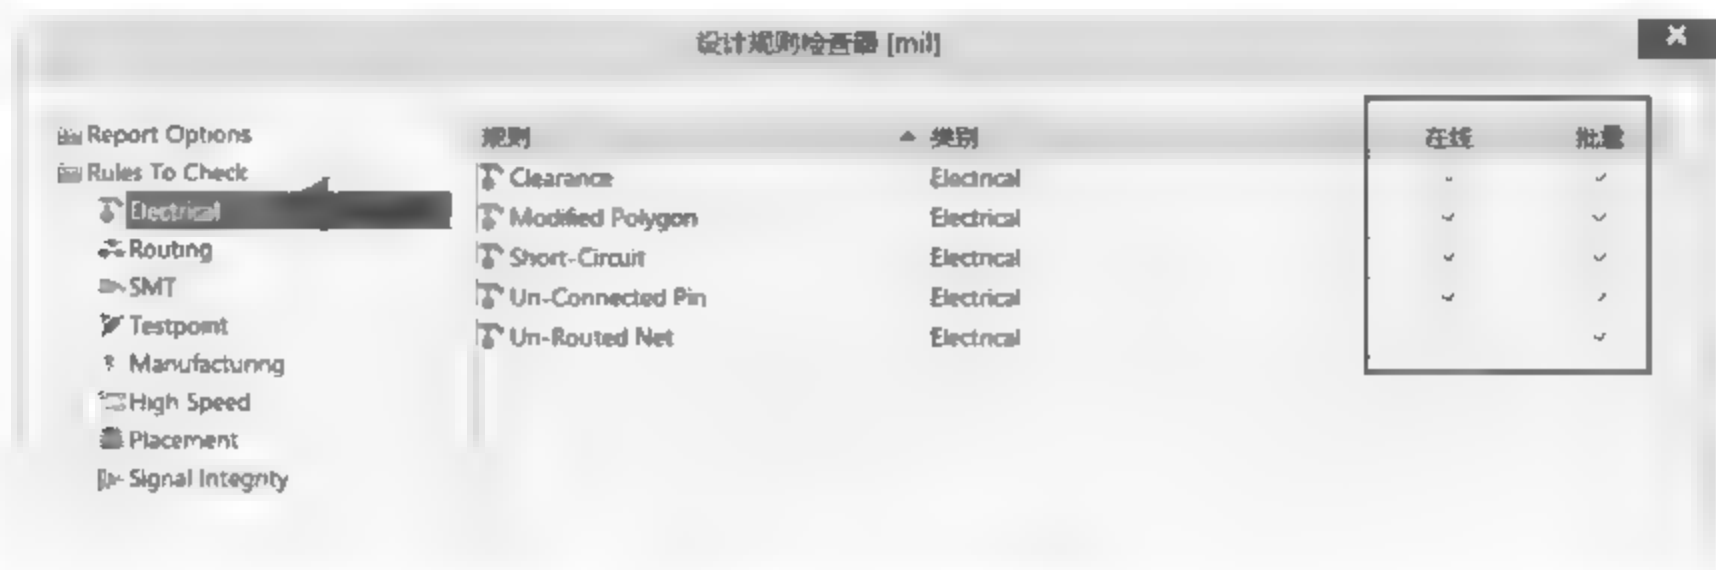 设计规则检查器 [mil]
Report Options
Rules To Check
Electrical
Routing
SMT
Testpoint
Manufacturing
High Speed
Placement
Signal Integrity
规则 类别 在线 批量
Clearance Electrical
Modified Polygon Electrical
Short-Circuit Electrical
Un-Connected Pin Electrical
Un-Routed Net Electrical